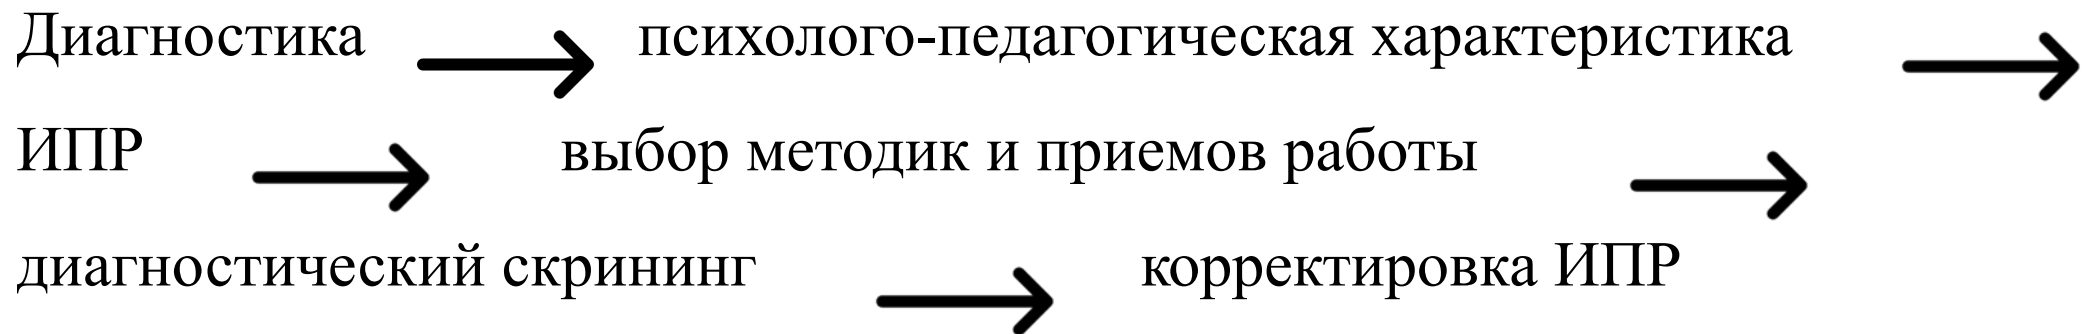 Диагностика психолого-педагогическая характеристика
ИПР выбор методик и приемов работы
диагностический скрининг корректировка ИПР